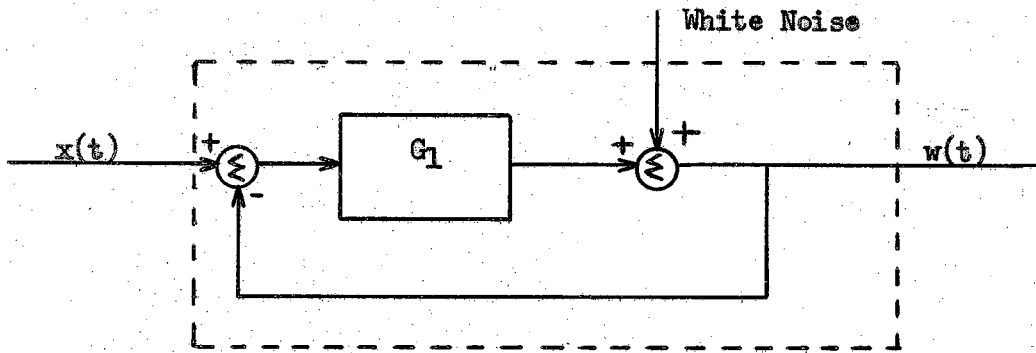 White Noise
x(t)
+
-
G1
+
+
Σ
Σ
w(t)